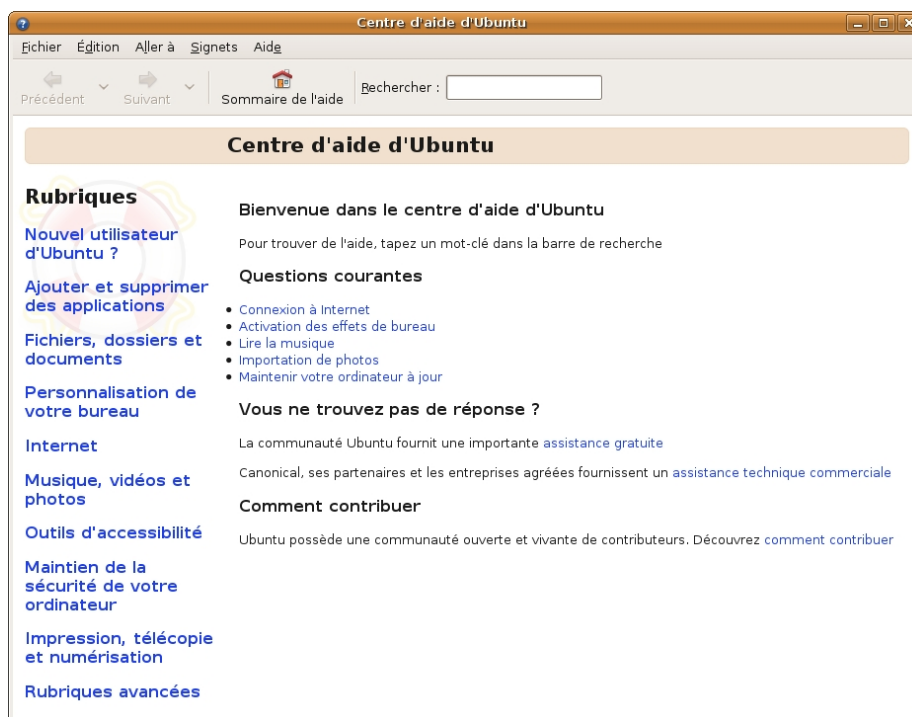 Centre d'aide d'Ubuntu
Fichier Édition Aller à Signets Aide
Précédent Suivant Sommaire de l'aide Rechercher :
Centre d'aide d'Ubuntu
Rubriques
Nouvel utilisateur
d'Ubuntu ?
Ajouter et supprimer
des applications
Fichiers, dossiers et
documents
Personnalisation de
votre bureau
Internet
Musique, vidéos et
photos
Outils d'accessibilité
Maintien de la
sécurité de votre
ordinateur
Impression, télécopie
et numérisation
Rubriques avancées
Bienvenue dans le centre d'aide d'Ubuntu
Pour trouver de l'aide, tapez un mot-clé dans la barre de recherche
Questions courantes
Connexion à Internet
Activation des effets de bureau
Lire la musique
Importation de photos
Maintenir votre ordinateur à jour
Vous ne trouvez pas de réponse ?
La communauté Ubuntu fournit une importante assistance gratuite
Canonical, ses partenaires et les entreprises agréées fournissent un assistance technique commerciale
Comment contribuer
Ubuntu possède une communauté ouverte et vivante de contributeurs. Découvrez comment contribuer